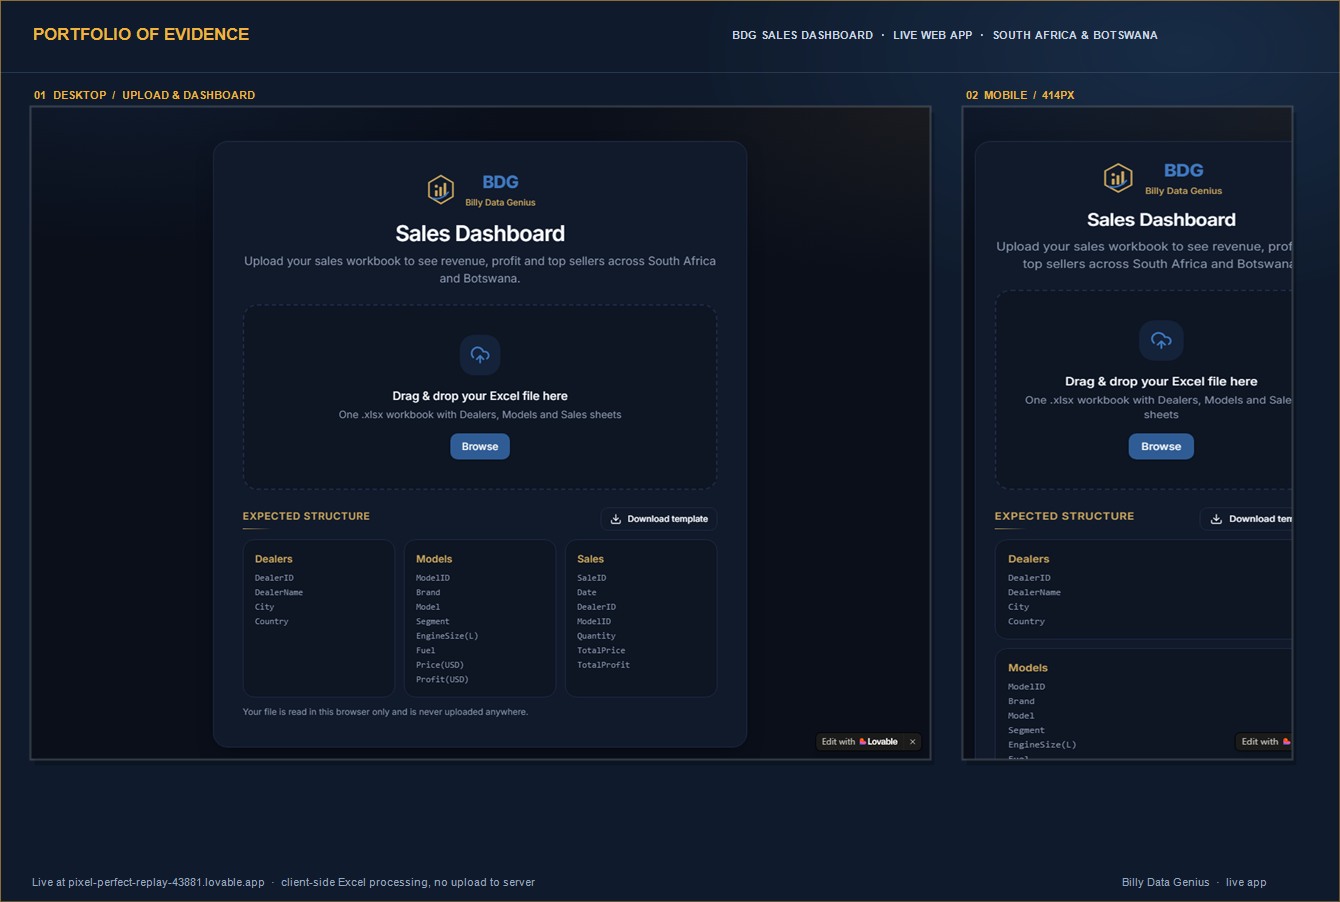 PORTFOLIO OF EVIDENCE
BDG SALES DASHBOARD · LIVE WEB APP · SOUTH AFRICA & BOTSWANA
01 DESKTOP / UPLOAD & DASHBOARD
BDG
Billy Data Genius
Sales Dashboard
Upload your sales workbook to see revenue, profit and top sellers across South Africa
and Botswana.
Drag & drop your Excel file here
One .xlsx workbook with Dealers, Models and Sales sheets
Browse
EXPECTED STRUCTURE
Download template
Dealers
DealerID
DealerName
City
Country
Models
ModelID
Brand
Model
Segment
EngineSize(L)
Fuel
Price(USD)
Profit(USD)
Sales
SaleID
Date
DealerID
ModelID
Quantity
TotalPrice
TotalProfit
Your file is read in this browser only and is never uploaded anywhere.
Edit with Lovable ×
02 MOBILE / 414PX
BDG
Billy Data Genius
Sales Dashboard
Upload your sales workbook to see revenue, prof
top sellers across South Africa and Botswana
Drag & drop your Excel file here
One .xlsx workbook with Dealers, Models and Sale
sheets
Browse
EXPECTED STRUCTURE
Download tem
Dealers
DealerID
DealerName
City
Country
Models
ModelID
Brand
Model
Segment
EngineSize(L)
Edit with
Live at pixel-perfect-replay-43881.lovable.app · client-side Excel processing, no upload to server
Billy Data Genius · live app